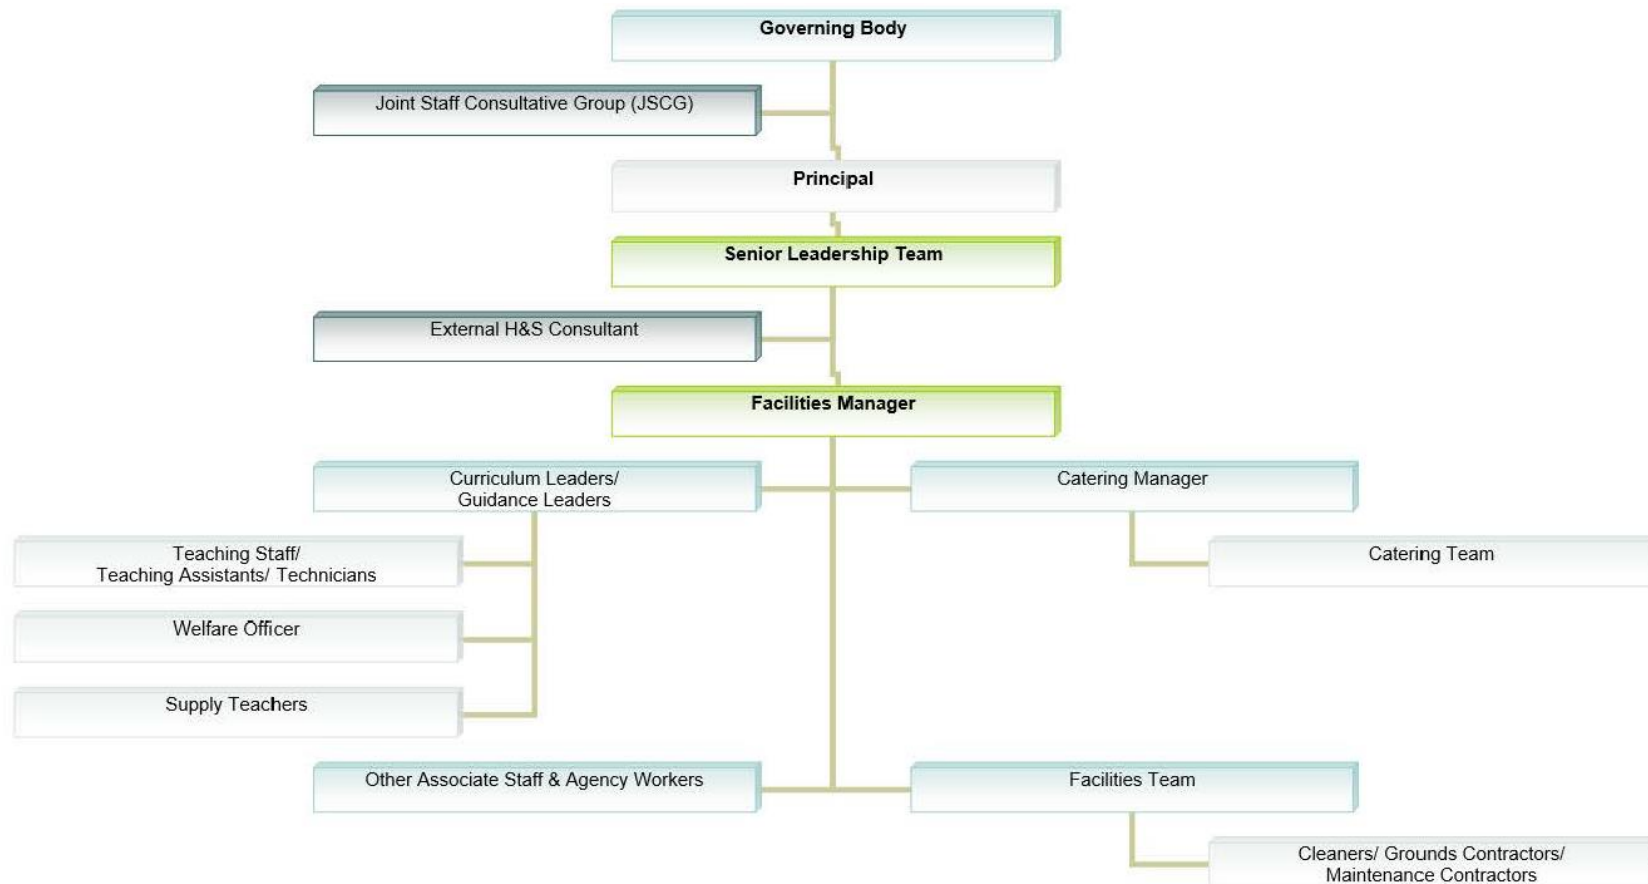 Governing Body
Joint Staff Consultative Group (JSCG)
Principal
Senior Leadership Team
External H&S Consultant
Facilities Manager
Curriculum Leaders/
Guidance Leaders
Catering Manager
Teaching Staff/
Teaching Assistants/ Technicians
Catering Team
Welfare Officer
Supply Teachers
Other Associate Staff & Agency Workers
Facilities Team
Cleaners/ Grounds Contractors/
Maintenance Contractors